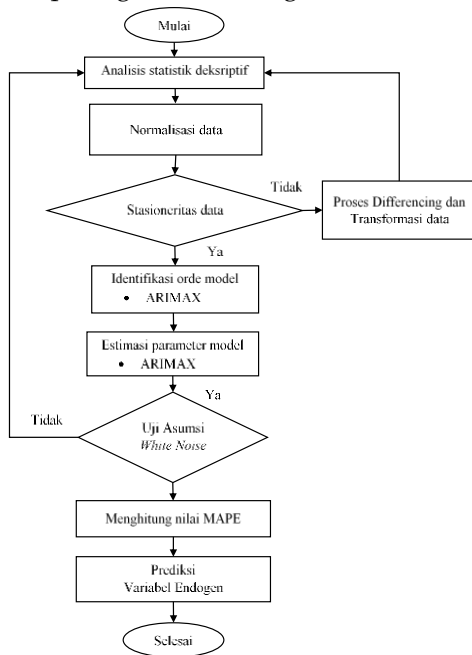 Mulai
Analisis statistik deksriptif
Normalisasi data
Tidak
Stasioneritas data
Proses Differencing dan
Transformasi data
Ya
Identifikasi orde model
• ARIMAX
Estimasi parameter model
• ARIMAX
Ya
Tidak
Uji Asumsi
White Noise
Menghitung nilai MAPE
Prediksi
Variabel Endogen
Selesai